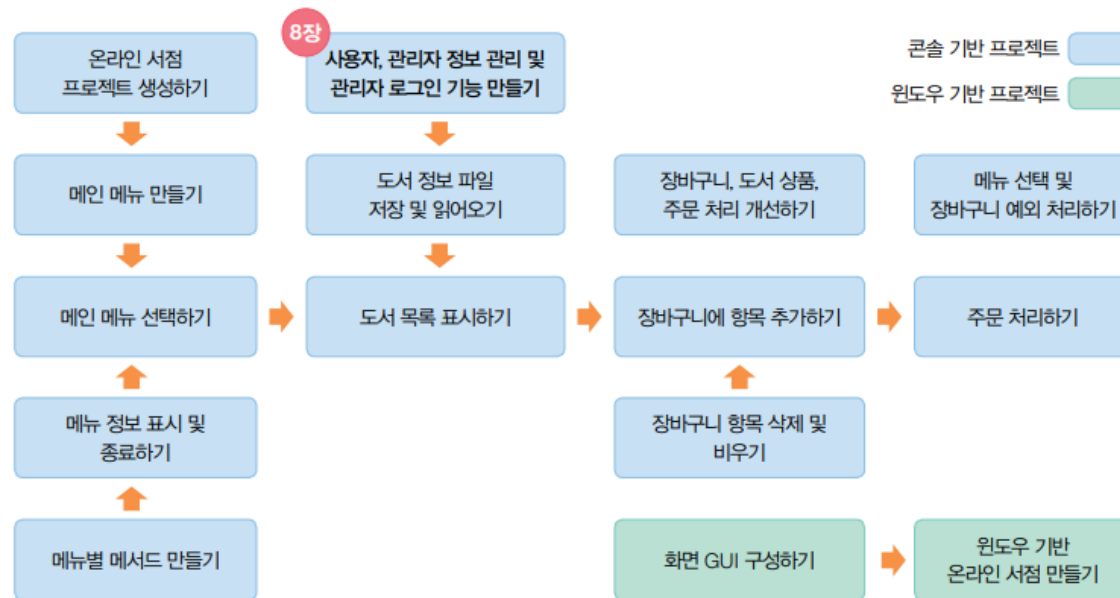 온라인 서점
프로젝트 생성하기
8장
사용자, 관리자 정보 관리 및
관리자 로그인 기능 만들기
콘솔 기반 프로젝트
윈도우 기반 프로젝트
메인 메뉴 만들기
도서 정보 파일
저장 및 읽어오기
장바구니, 도서 상품,
주문 처리 개선하기
메뉴 선택 및
장바구니 예외 처리하기
메인 메뉴 선택하기
도서 목록 표시하기
장바구니에 항목 추가하기
주문 처리하기
메뉴 정보 표시 및
종료하기
장바구니 항목 삭제 및
비우기
메뉴별 메서드 만들기
화면 GUI 구성하기
윈도우 기반
온라인 서점 만들기